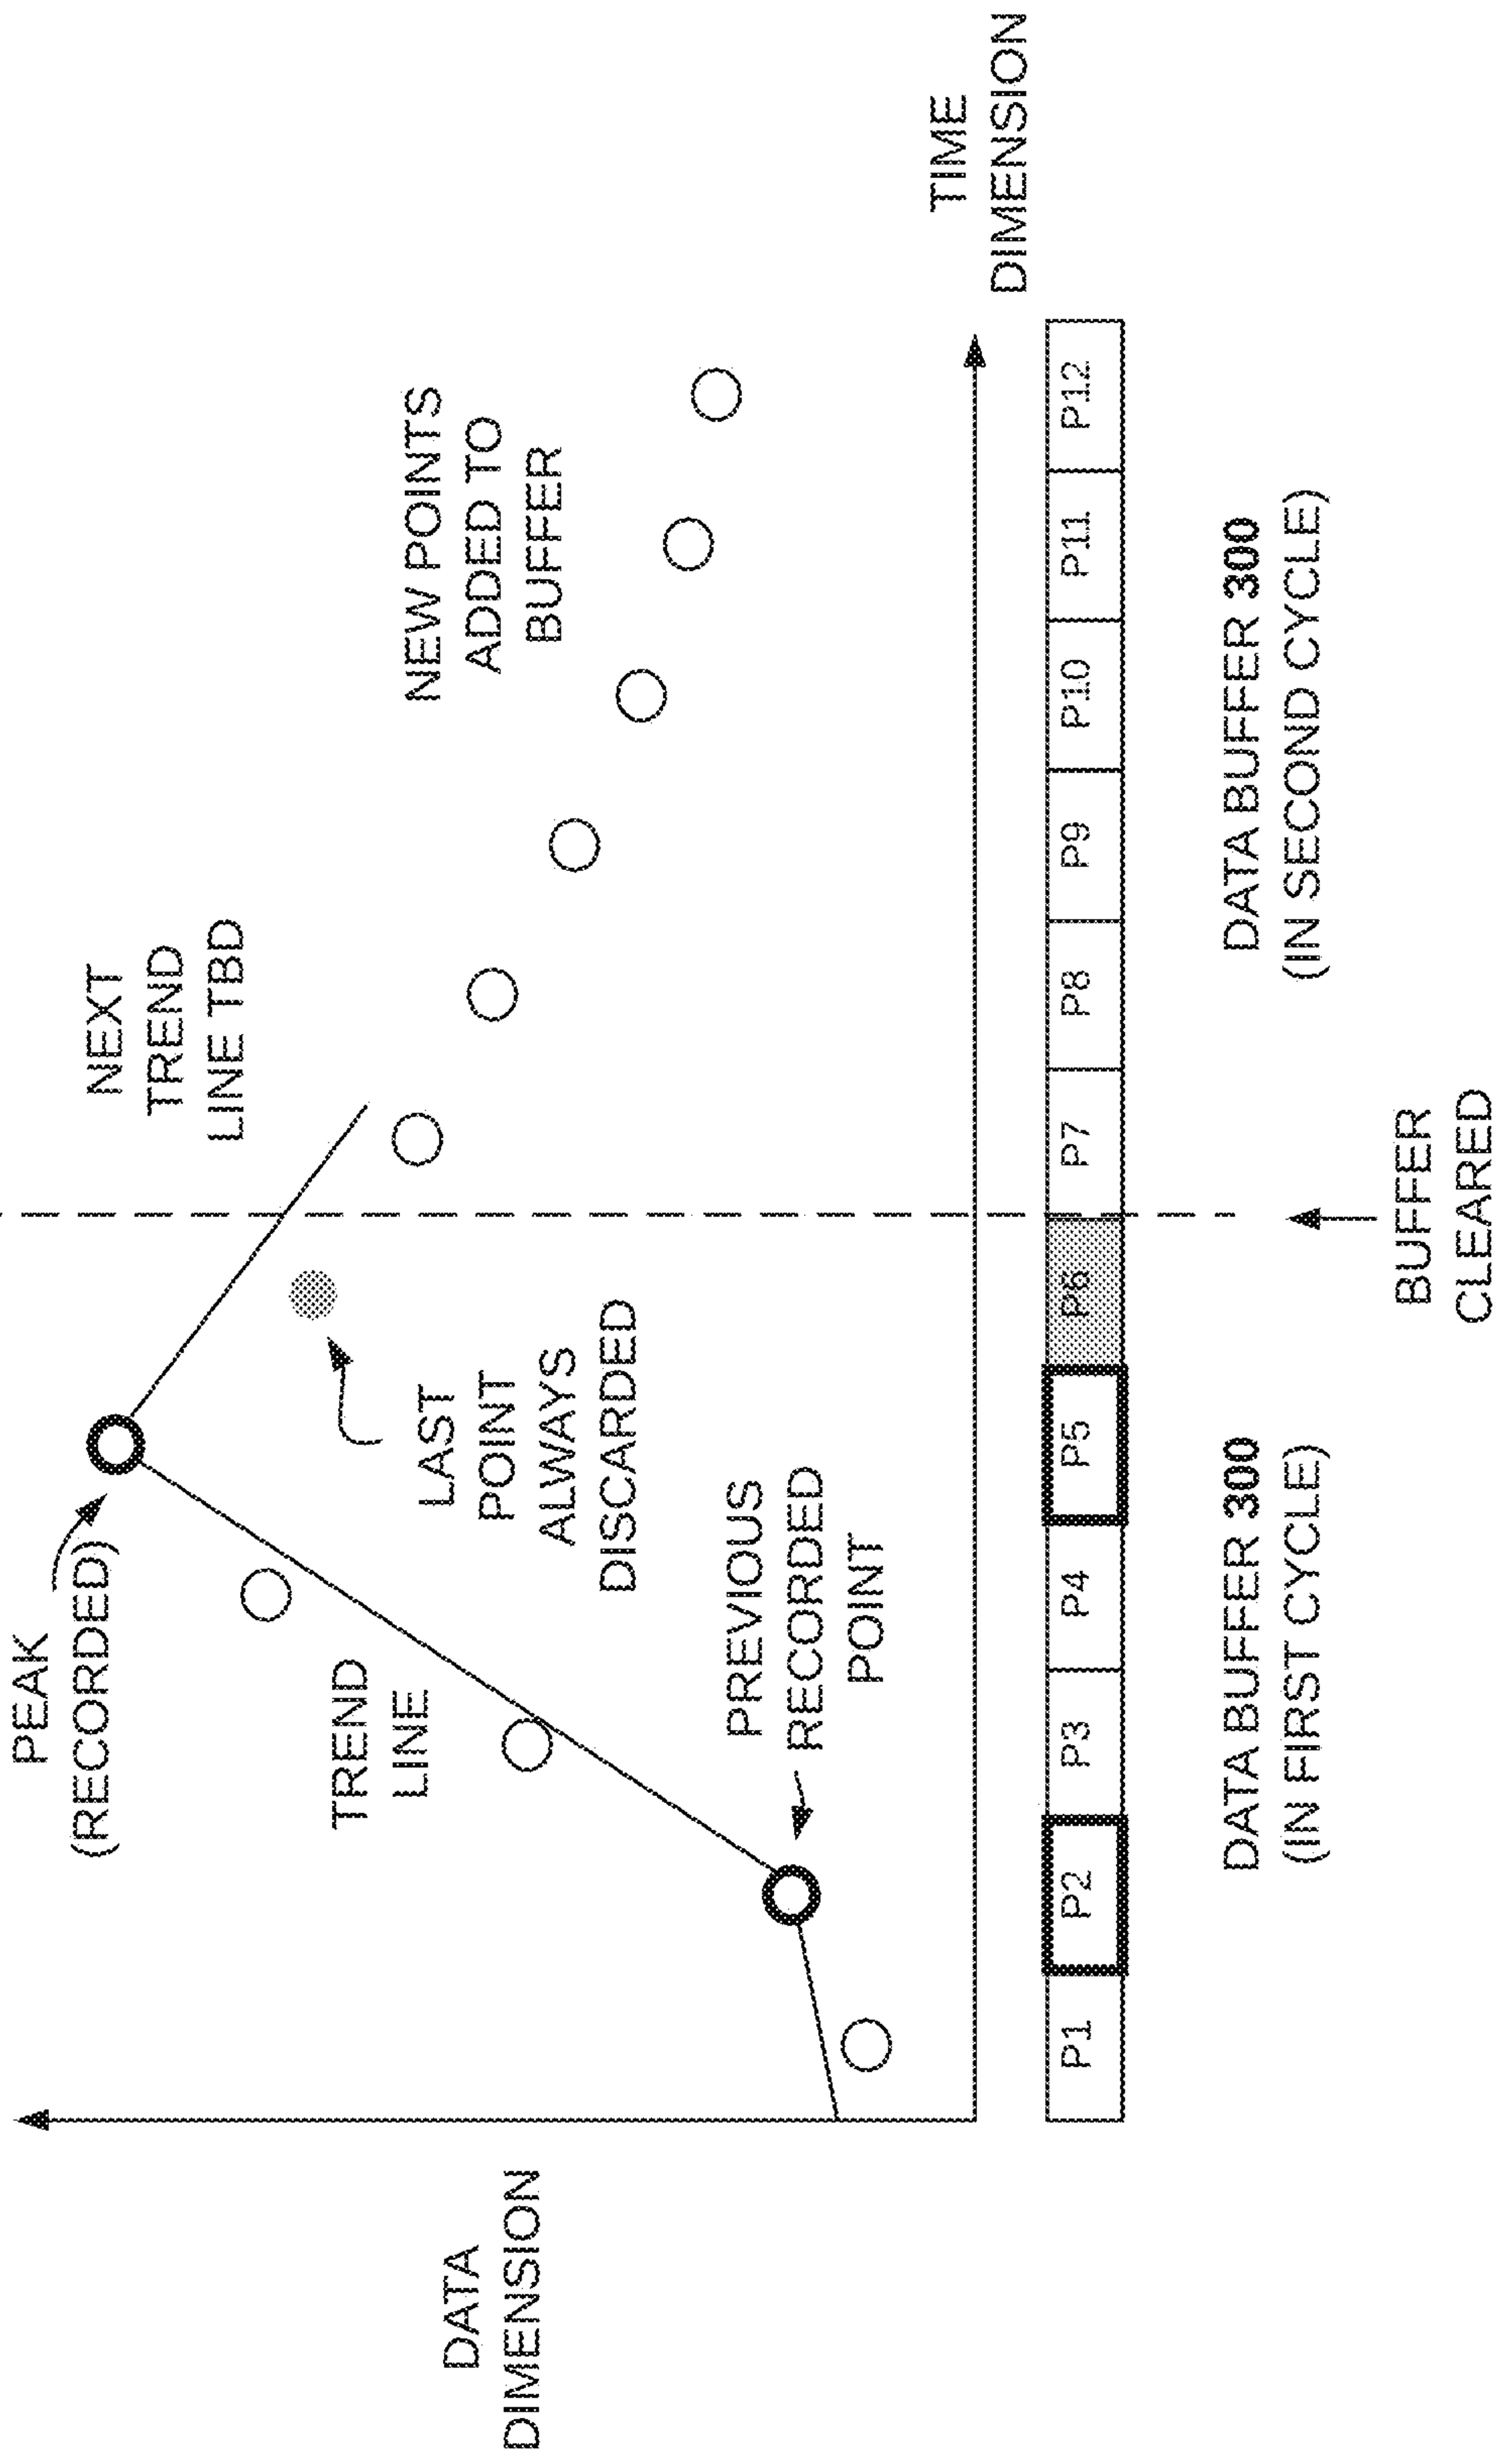 PEAK
(RECORDED)
NEXT
TREND
LINE TBD
TREND
LINE
LAST
POINT
ALWAYS
DISCARDED
NEW POINTS
ADDED TO
BUFFER
DATA
DIMENSION
PREVIOUS
RECORDED
POINT
TIME
DIMENSION
P1 P2 P3 P4 P5 P6 P7 P8 P9 P10 P11 P12
DATA BUFFER 300
(IN FIRST CYCLE)
DATA BUFFER 300
(IN SECOND CYCLE)
BUFFER
CLEARED